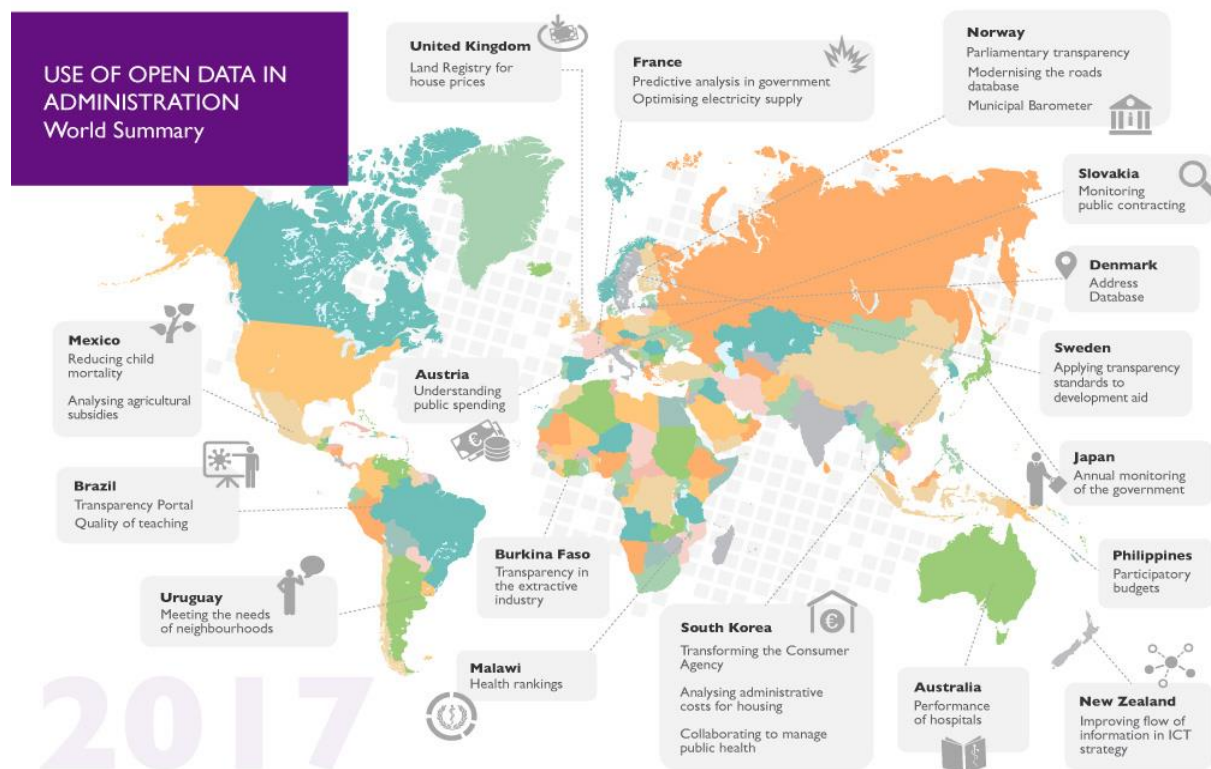 USE OF OPEN DATA IN
ADMINISTRATION
World Summary
United Kingdom
Land Registry for
house prices
France
Predictive analysis in government
Optimising electricity supply
Norway
Parliamentary transparency
Modernising the roads
database
Municipal Barometer
Slovakia
Monitoring
public contracting
Denmark
Address
Database
Mexico
Reducing child
mortality
Analysing agricultural
subsidies
Austria
Understanding
public spending
€
Sweden
Applying transparency
standards to
development aid
Brazil
Transparency Portal
Quality of teaching
Japan
Annual monitoring
of the government
Burkina Faso
Transparency in
the extractive
industry
Philippines
Participatory
budgets
Uruguay
Meeting the needs
of neighbourhoods
South Korea
€
Transforming the Consumer
Agency
Analysing administrative
costs for housing
Collaborating to manage
public health
Malawi
Health rankings
Australia
Performance
of hospitals
New Zealand
Improving flow of
information in ICT
strategy
2017